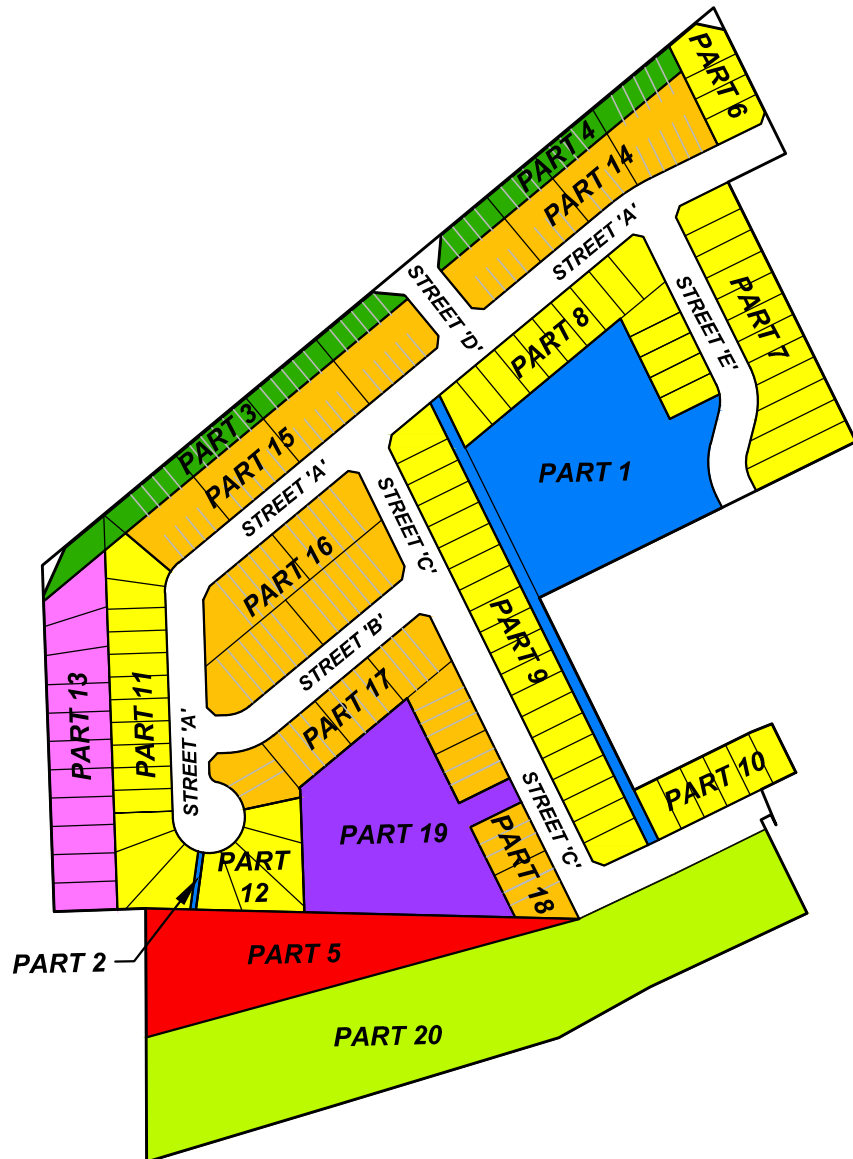 PART 6
PART 4
PART 14
STREET 'A'
STREET 'D'
STREET 'E'
PART 7
PART 8
PART 3
PART 15
STREET 'A'
PART 1
STREET 'C'
PART 16
STREET 'B'
PART 9
PART 17
PART 13
PART 11
STREET 'A'
PART 10
STREET 'C'
PART 19
PART 18
PART
12
PART 2
PART 5
PART 20